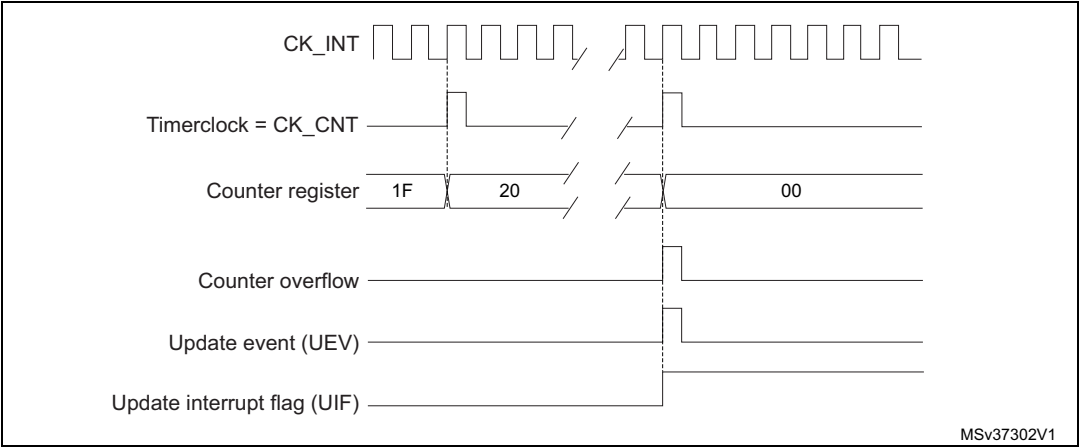 CK_INT
Timerclock = CK_CNT
Counter register 1F 20 00
Counter overflow
Update event (UEV)
Update interrupt flag (UIF)
MSv37302V1